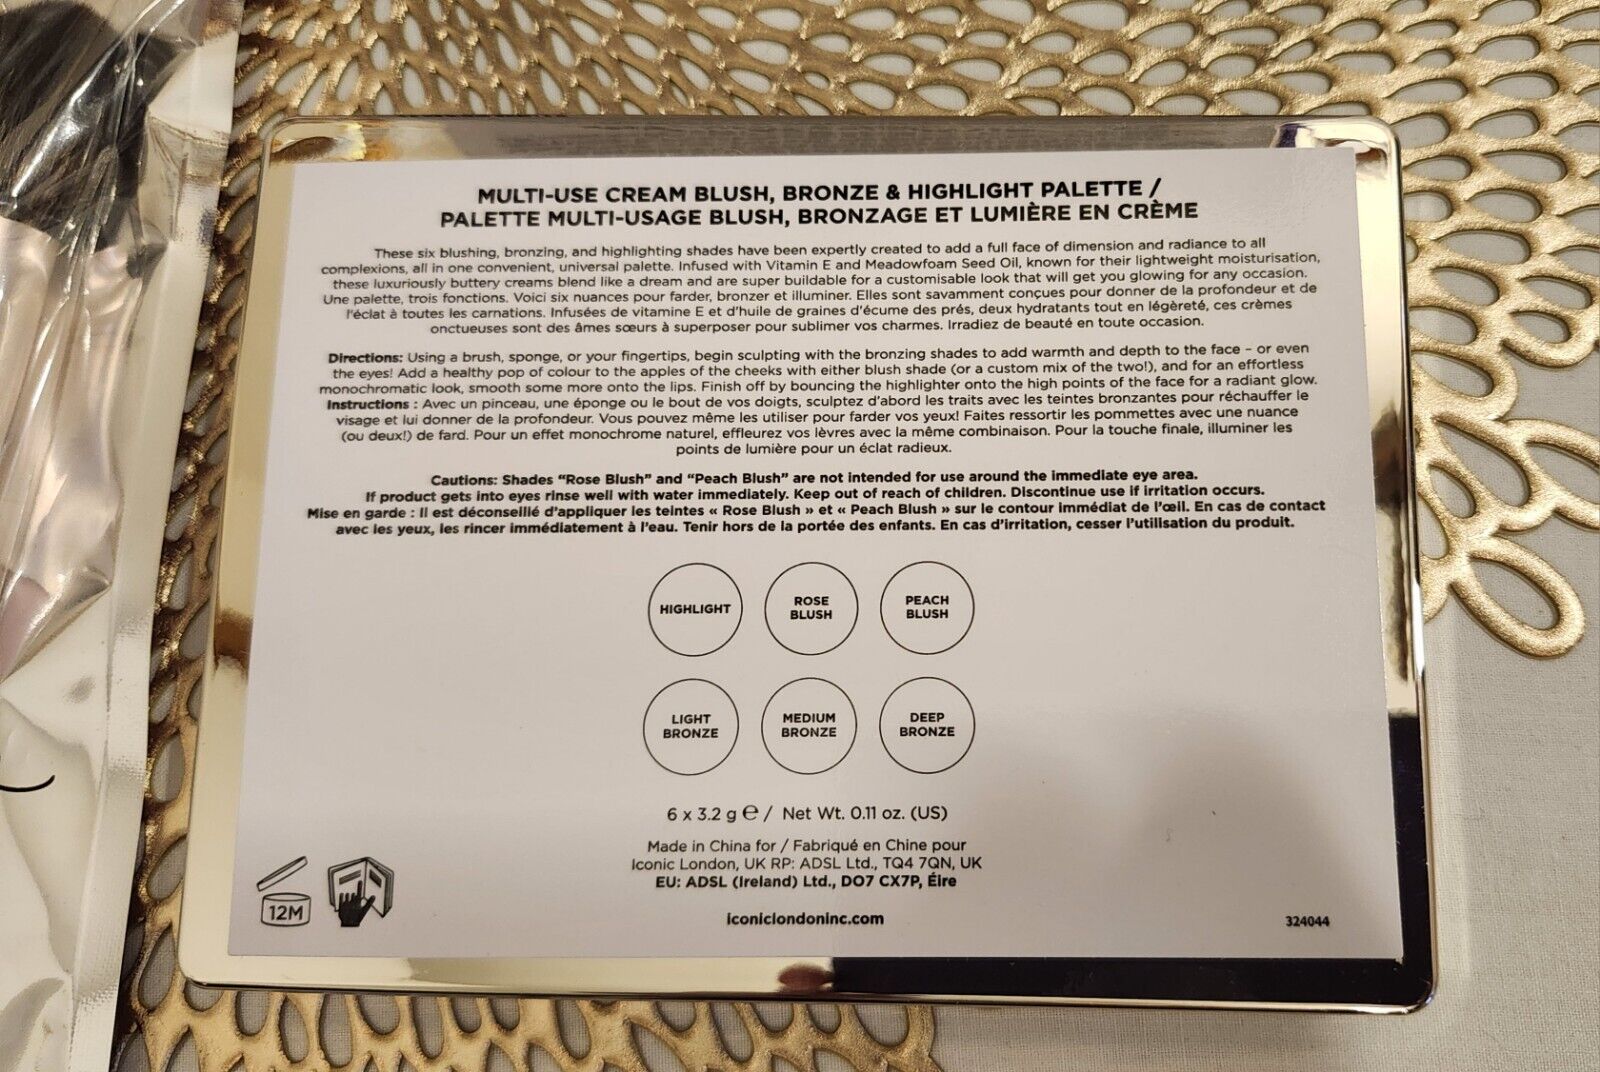 MULTI-USE CREAM BLUSH, BRONZE & HIGHLIGHT PALETTE /
PALETTE MULTI-USAGE BLUSH, BRONZAGE ET LUMIÈRE EN CRÈME
These six blushing, bronzing, and highlighting shades have been expertly created to add a full face of dimension and radiance to all
complexions, all in one convenient, universal palette. Infused with Vitamin E and Meadowfoam Seed Oil, known for their lightweight moisturisation,
these luxuriously buttery creams blend like a dream and are super buildable for a customisable look that will get you glowing for any occasion.
Une palette, trois fonctions. Voici six nuances pour farder, bronzer et illuminer. Elles sont savamment conçues pour donner de la profondeur et de
l'éclat à toutes les carnations. Infusées de vitamine E et d'huile de graines d'écume des prés, deux hydratants tout en légèreté, ces crèmes
onctueuses sont des âmes sœurs à superposer pour sublimer vos charmes. Irradiez de beauté en toute occasion.
Directions: Using a brush, sponge, or your fingertips, begin sculpting with the bronzing shades to add warmth and depth to the face – or even
the eyes! Add a healthy pop of colour to the apples of the cheeks with either blush shade (or a custom mix of the two!), and for an effortless
monochromatic look, smooth some more onto the lips. Finish off by bouncing the highlighter onto the high points of the face for a radiant glow.
Instructions : Avec un pinceau, une éponge ou le bout de vos doigts, sculptez d'abord les traits avec les teintes bronzantes pour réchauffer le
visage et lui donner de la profondeur. Vous pouvez même les utiliser pour farder vos yeux! Faites ressortir les pommettes avec une nuance
(ou deux!) de fard. Pour un effet monochrome naturel, effleurez vos lèvres avec la même combinaison. Pour la touche finale, illuminer les
points de lumière pour un éclat radieux.
Cautions: Shades "Rose Blush" and "Peach Blush" are not intended for use around the immediate eye area.
If product gets into eyes rinse well with water immediately. Keep out of reach of children. Discontinue use if irritation occurs.
Mise en garde : Il est déconseillé d'appliquer les teintes « Rose Blush » et « Peach Blush » sur le contour immédiat de l'œil. En cas de contact
avec les yeux, les rincer immédiatement à l'eau. Tenir hors de la portée des enfants. En cas d'irritation, cesser l'utilisation du produit.
HIGHLIGHT
ROSE
BLUSH
PEACH
BLUSH
LIGHT
BRONZE
MEDIUM
BRONZE
DEEP
BRONZE
6 x 3.2 g ℮ / Net Wt. 0.11 oz. (US)
Made in China for / Fabriqué en Chine pour
Iconic London, UK RP: ADSL Ltd., TQ4 7QN, UK
EU: ADSL (Ireland) Ltd., DO7 CX7P, Éire
iconiclondoninc.com
12M
324044